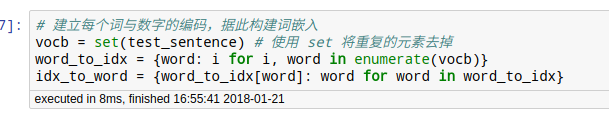 7]:
# 建立每个词与数字的编码，据此构建词嵌入
vocb = set(test_sentence) # 使用 set 将重复的元素去掉
word_to_idx = {word: i for i, word in enumerate(vocb)}
idx_to_word = {word_to_idx[word]: word for word in word_to_idx}
executed in 8ms, finished 16:55:41 2018-01-21